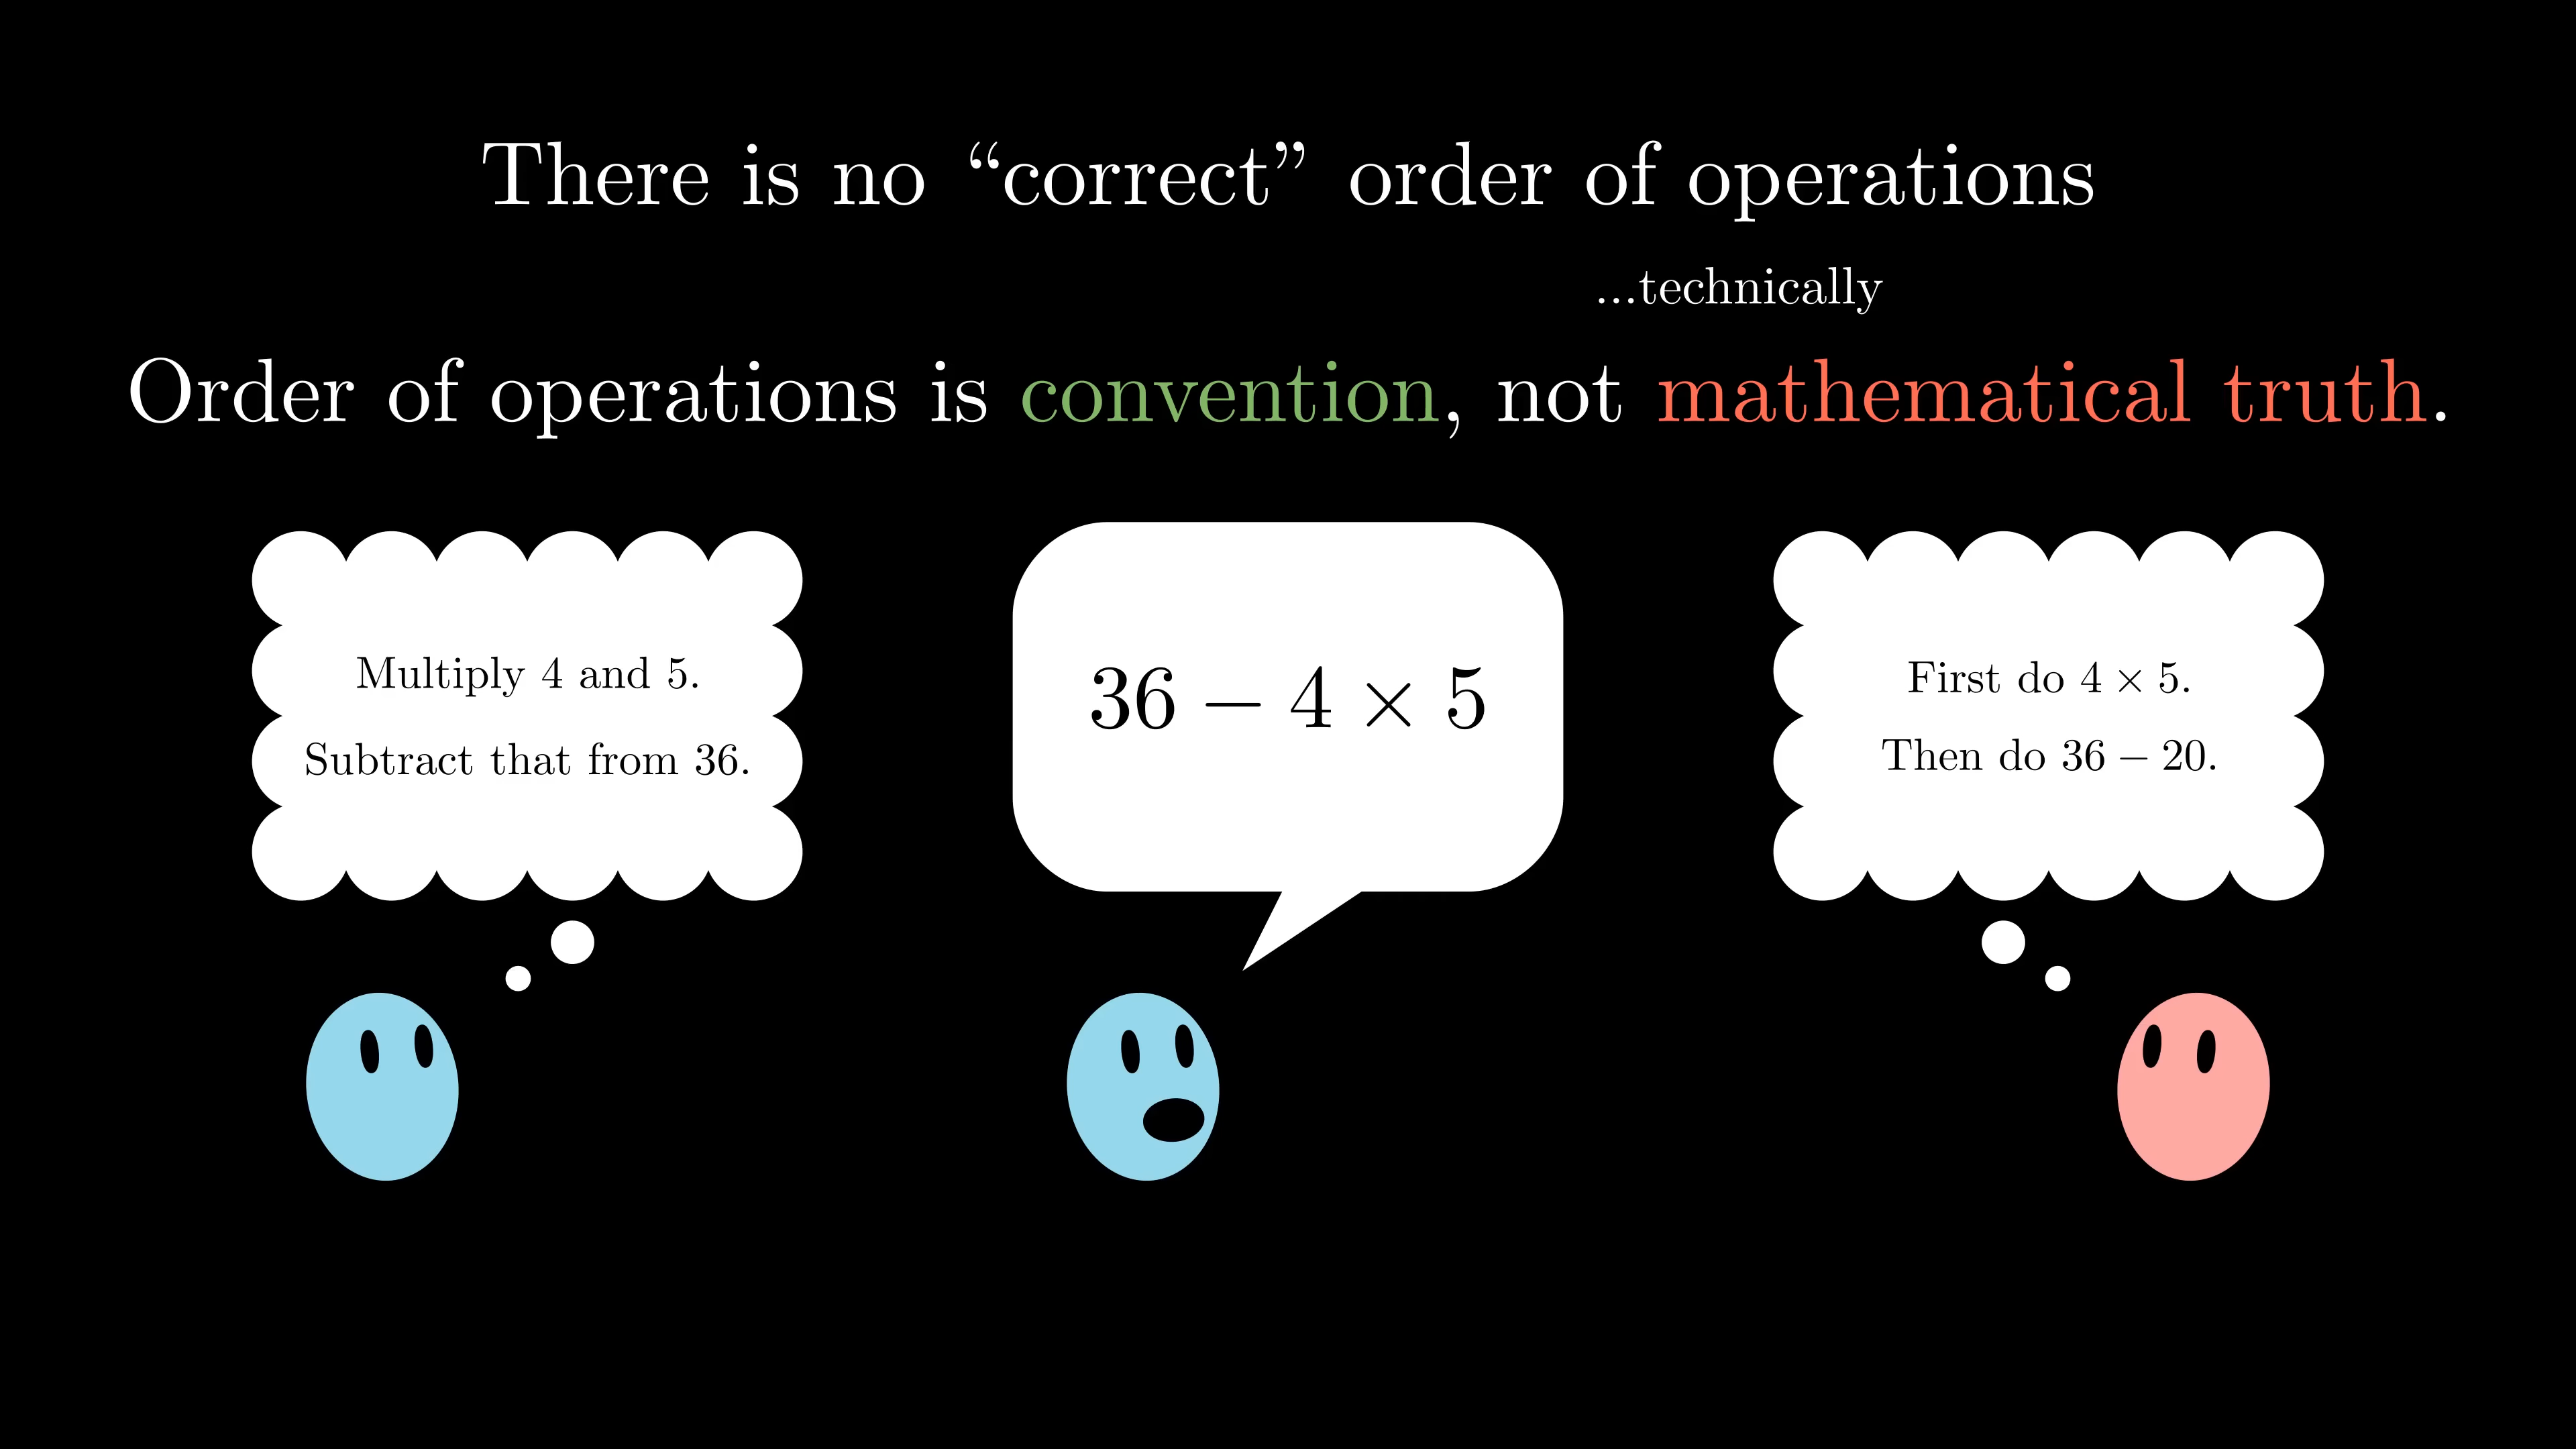 There is no “correct” order of operations
...technically
Order of operations is convention, not mathematical truth.
Multiply 4 and 5.
Subtract that from 36.
36 − 4 × 5
First do 4 × 5.
Then do 36 − 20.